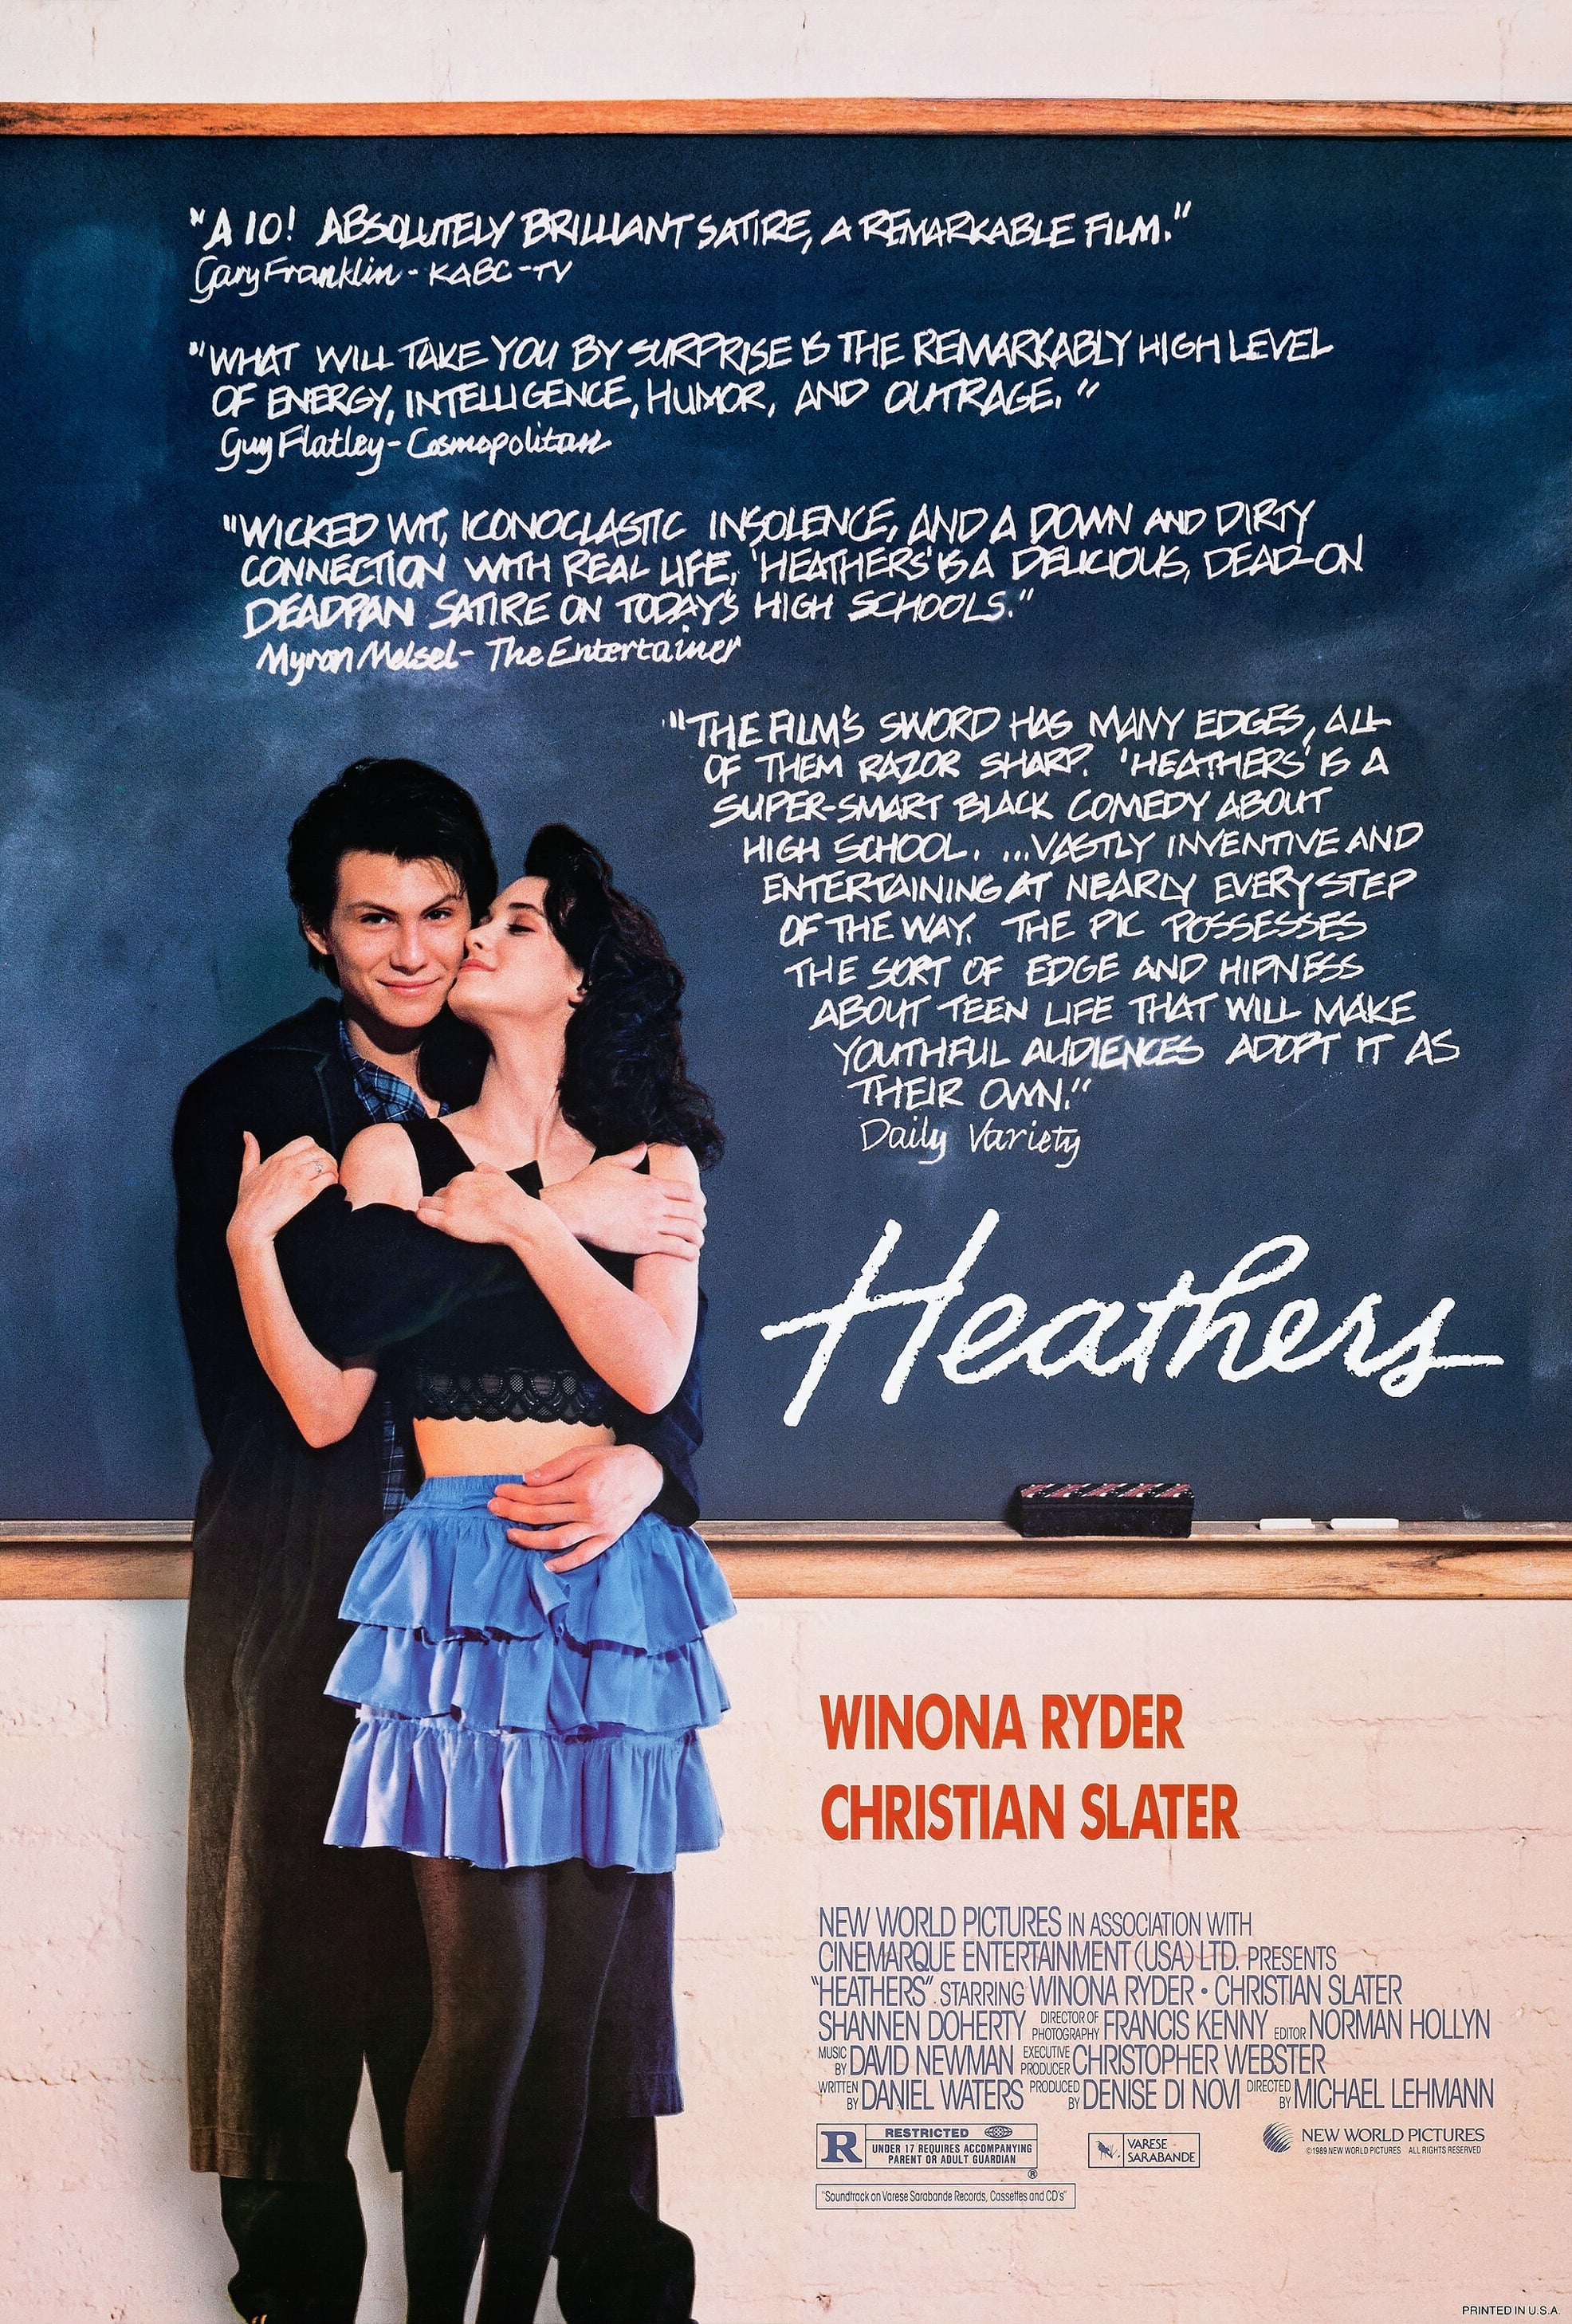 "A 10! ABSOLUTELY BRILLIANT SATIRE, A REMARKABLE FILM."
Gary Franklin - KABC-TV
"WHAT WILL TAKE YOU BY SURPRISE IS THE REMARKABLY HIGH LEVEL
OF ENERGY, INTELLIGENCE, HUMOR, AND OUTRAGE."
Guy Flatley - Cosmopolitan
"WICKED WIT, ICONOCLASTIC INSOLENCE, AND A DOWN AND DIRTY
CONNECTION WITH REAL LIFE, 'HEATHERS' IS A DELICIOUS, DEAD-ON
DEADPAN SATIRE ON TODAY'S HIGH SCHOOLS."
Myron Meisel - The Entertainer
"THE FILM'S SWORD HAS MANY EDGES, ALL
OF THEM RAZOR SHARP. 'HEATHERS' IS A
SUPER-SMART BLACK COMEDY ABOUT
HIGH SCHOOL. ...VASTLY INVENTIVE AND
ENTERTAINING AT NEARLY EVERY STEP
OF THE WAY. THE PIC POSSESSES
THE SORT OF EDGE AND HIPNESS
ABOUT TEEN LIFE THAT WILL MAKE
YOUTHFUL AUDIENCES ADOPT IT AS
THEIR OWN."
Daily Variety
Heathers
WINONA RYDER
CHRISTIAN SLATER
NEW WORLD PICTURES IN ASSOCIATION WITH
CINEMARQUE ENTERTAINMENT (USA) LTD. PRESENTS
"HEATHERS" STARRING WINONA RYDER • CHRISTIAN SLATER
SHANNEN DOHERTY DIRECTOR OF PHOTOGRAPHY FRANCIS KENNY EDITOR NORMAN HOLLYN
MUSIC BY DAVID NEWMAN EXECUTIVE PRODUCER CHRISTOPHER WEBSTER
WRITTEN BY DANIEL WATERS PRODUCED BY DENISE DI NOVI DIRECTED BY MICHAEL LEHMANN
R RESTRICTED
UNDER 17 REQUIRES ACCOMPANYING
PARENT OR ADULT GUARDIAN
®
VARESE
SARABANDE
NEW WORLD PICTURES
©1989 NEW WORLD PICTURES ALL RIGHTS RESERVED
"Soundtrack on Varese Sarabande Records, Cassettes and CD's"
PRINTED IN U.S.A.